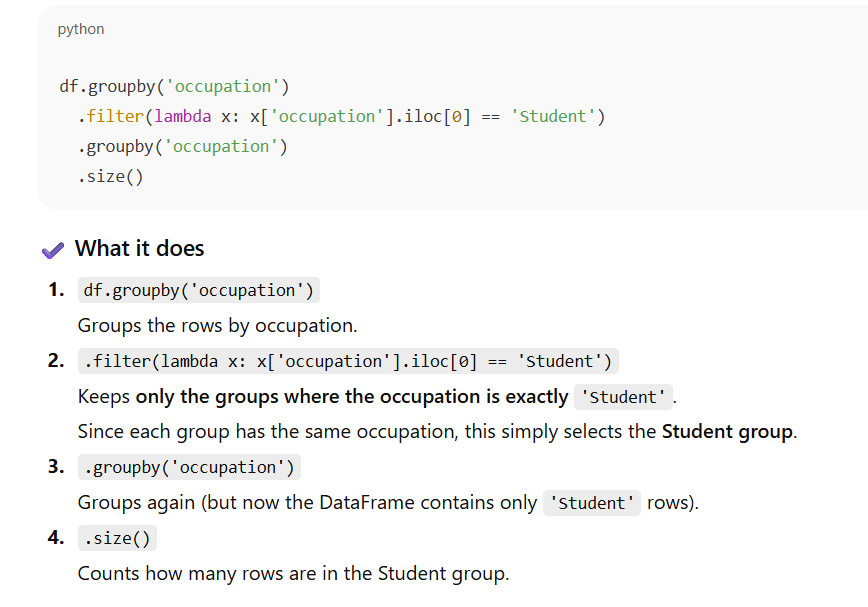 python
df.groupby('occupation')
.filter(lambda x: x['occupation'].iloc[0] == 'Student')
.groupby('occupation')
.size()
What it does
1. df.groupby('occupation')
Groups the rows by occupation.
2. .filter(lambda x: x['occupation'].iloc[0] == 'Student')
Keeps only the groups where the occupation is exactly 'Student'.
Since each group has the same occupation, this simply selects the Student group.
3. .groupby('occupation')
Groups again (but now the DataFrame contains only 'Student' rows).
4. .size()
Counts how many rows are in the Student group.